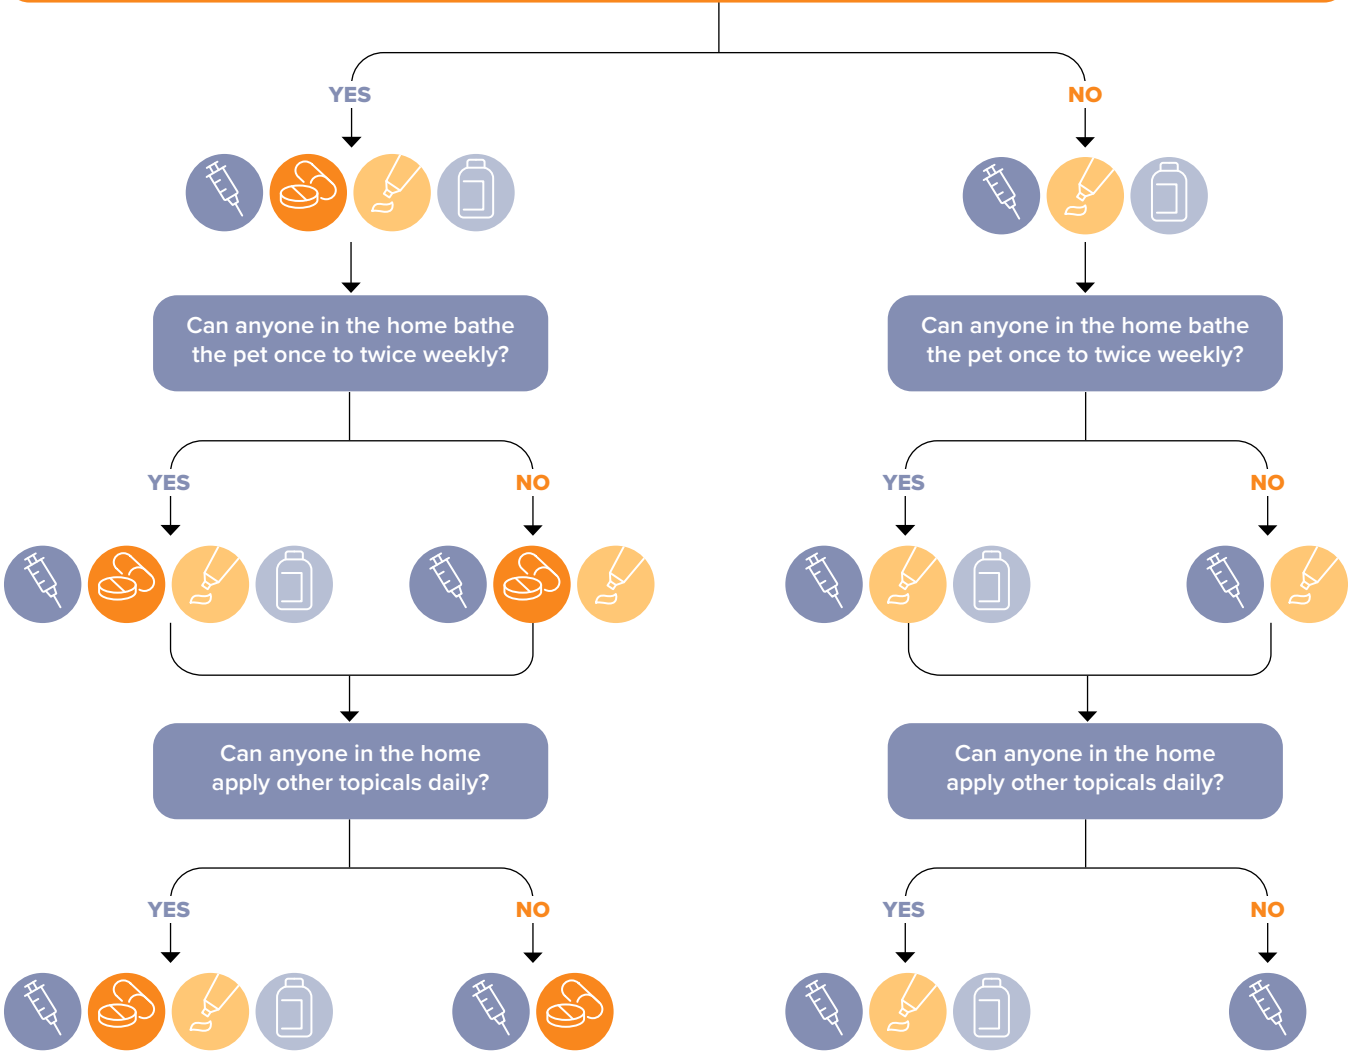 YES
NO
Can anyone in the home bathe
the pet once to twice weekly?
Can anyone in the home bathe
the pet once to twice weekly?
YES
NO
YES
NO
Can anyone in the home
apply other topicals daily?
Can anyone in the home
apply other topicals daily?
YES
NO
YES
NO